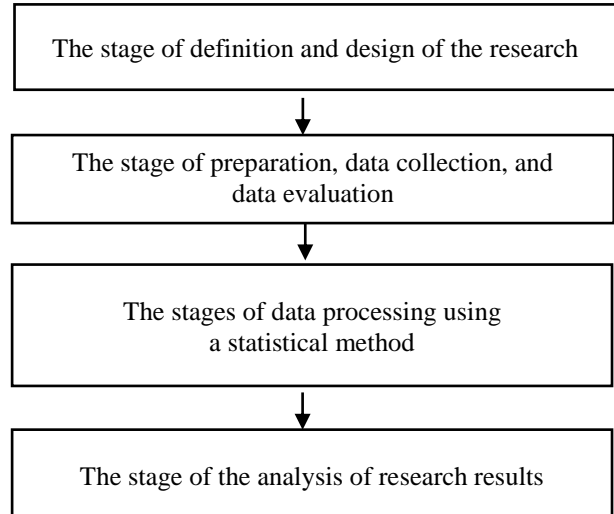 The stage of definition and design of the research
The stage of preparation, data collection, and
data evaluation
The stages of data processing using
a statistical method
The stage of the analysis of research results